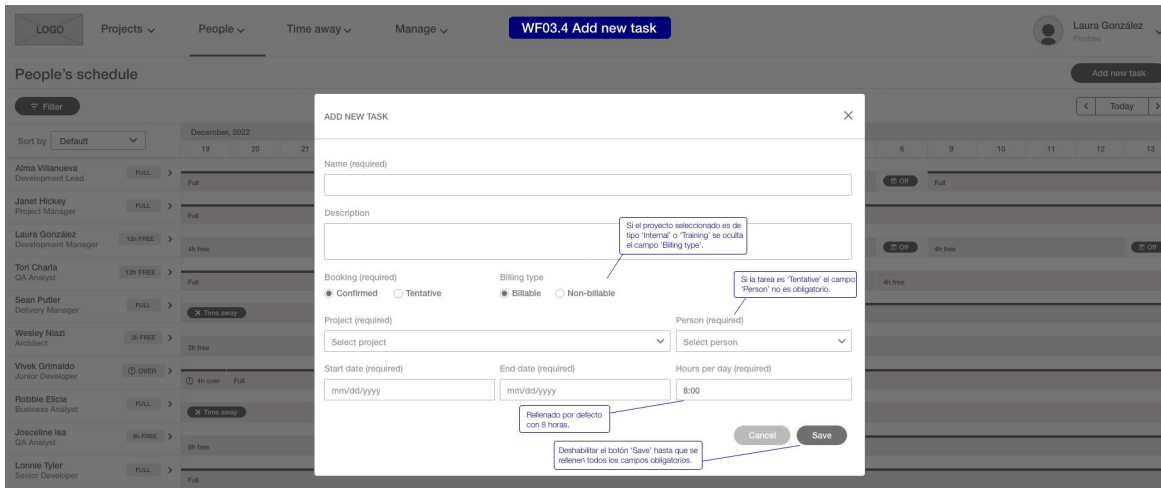 LOGO
Projects
People
Time away
Manage
WF03.4 Add new task
Laura González
Pivotree
People's schedule
Add new task
Filter
Today
Sort by
Default
December, 2022
19 20 21
6 9 10 11 12 13
Alma Villanueva
Development Lead
FULL
Full
Off
Full
Janet Hickey
Project Manager
FULL
Full
Laura González
Development Manager
12h FREE
4h free
Off
4h free
Off
Tori Charla
QA Analyst
12h FREE
Full
4h free
Sean Putler
Delivery Manager
FULL
Time away
Wesley Niazi
Architect
2h FREE
2h free
Vivek Grimaldo
Junior Developer
OVER
4h over
Full
Robbie Elicia
Business Analyst
FULL
Time away
Josceline Isa
QA Analyst
8h FREE
8h free
Lonnie Tyler
Senior Developer
FULL
Full
ADD NEW TASK
Name (required)
Description
Si el proyecto seleccionado es de
tipo 'Internal' o 'Training' se oculta
el campo 'Billing type'.
Booking (required)
Confirmed
Tentative
Billing type
Billable
Non-billable
Si la tarea es 'Tentative' el campo
'Person' no es obligatorio.
Project (required)
Select project
Person (required)
Select person
Start date (required)
mm/dd/yyyy
End date (required)
mm/dd/yyyy
Hours per day (required)
8:00
Rellenado por defecto
con 8 horas.
Cancel
Save
Deshabilitar el botón 'Save' hasta que se
rellenen todos los campos obligatorios.